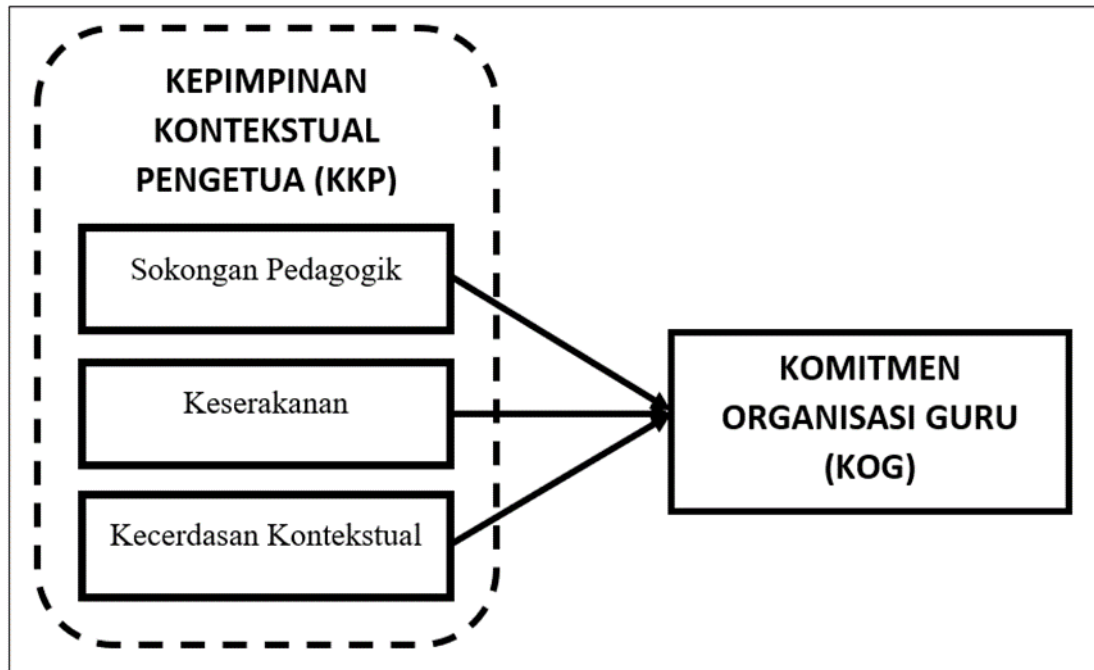 KEPIMPINAN
KONTEKSTUAL
PENGETUA (KKP)
Sokongan Pedagogik
Keserakanan
Kecerdasan Kontekstual
KOMITMEN
ORGANISASI GURU
(KOG)